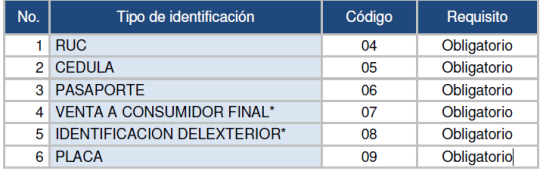 No. Tipo de identificación Código Requisito
1 RUC 04 Obligatorio
2 CEDULA 05 Obligatorio
3 PASAPORTE 06 Obligatorio
4 VENTA A CONSUMIDOR FINAL* 07 Obligatorio
5 IDENTIFICACION DELEXTERIOR* 08 Obligatorio
6 PLACA 09 Obligatorio